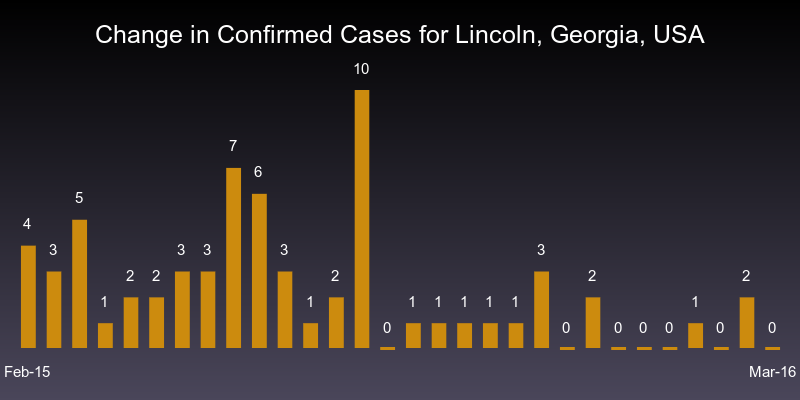 Change in Confirmed Cases for Lincoln, Georgia, USA
4 3 5 1 2 2 3 3 7 6 3 1 2 10 0 1 1 1 1 1 3 0 2 0 0 0 1 0 2 0
Feb-15 Mar-16